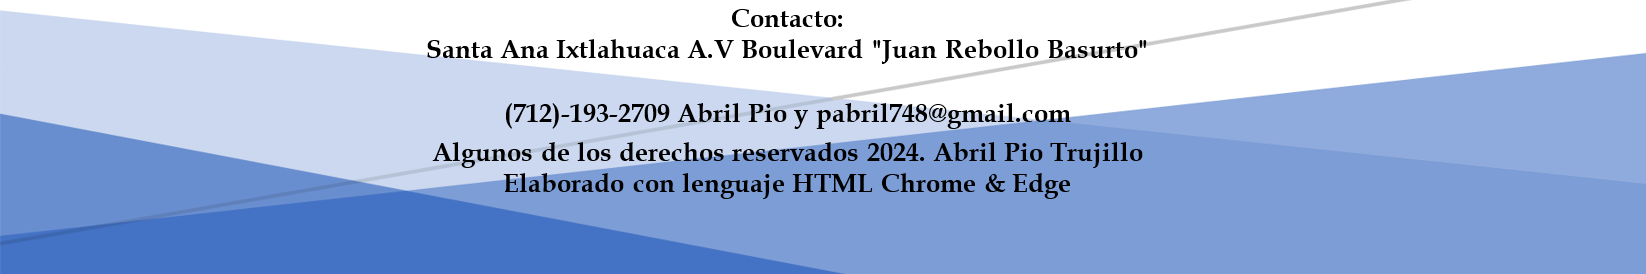 Contacto:
Santa Ana Ixtlahuaca A.V Boulevard "Juan Rebollo Basurto"
(712)-193-2709 Abril Pio y pabril748@gmail.com
Algunos de los derechos reservados 2024. Abril Pio Trujillo
Elaborado con lenguaje HTML Chrome & Edge